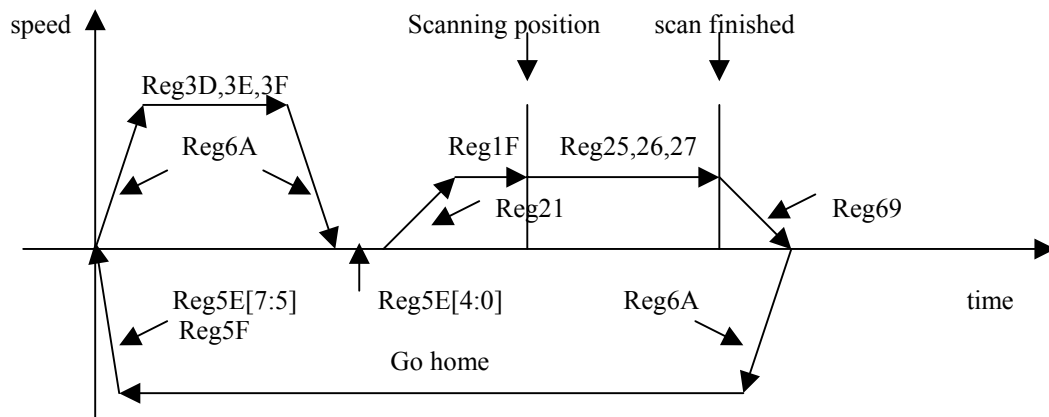 speed
Scanning position
scan finished
Reg3D,3E,3F
Reg6A
Reg1F
Reg25,26,27
Reg21
Reg69
Reg5E[7:5]
Reg5F
Reg5E[4:0]
Reg6A
time
Go home